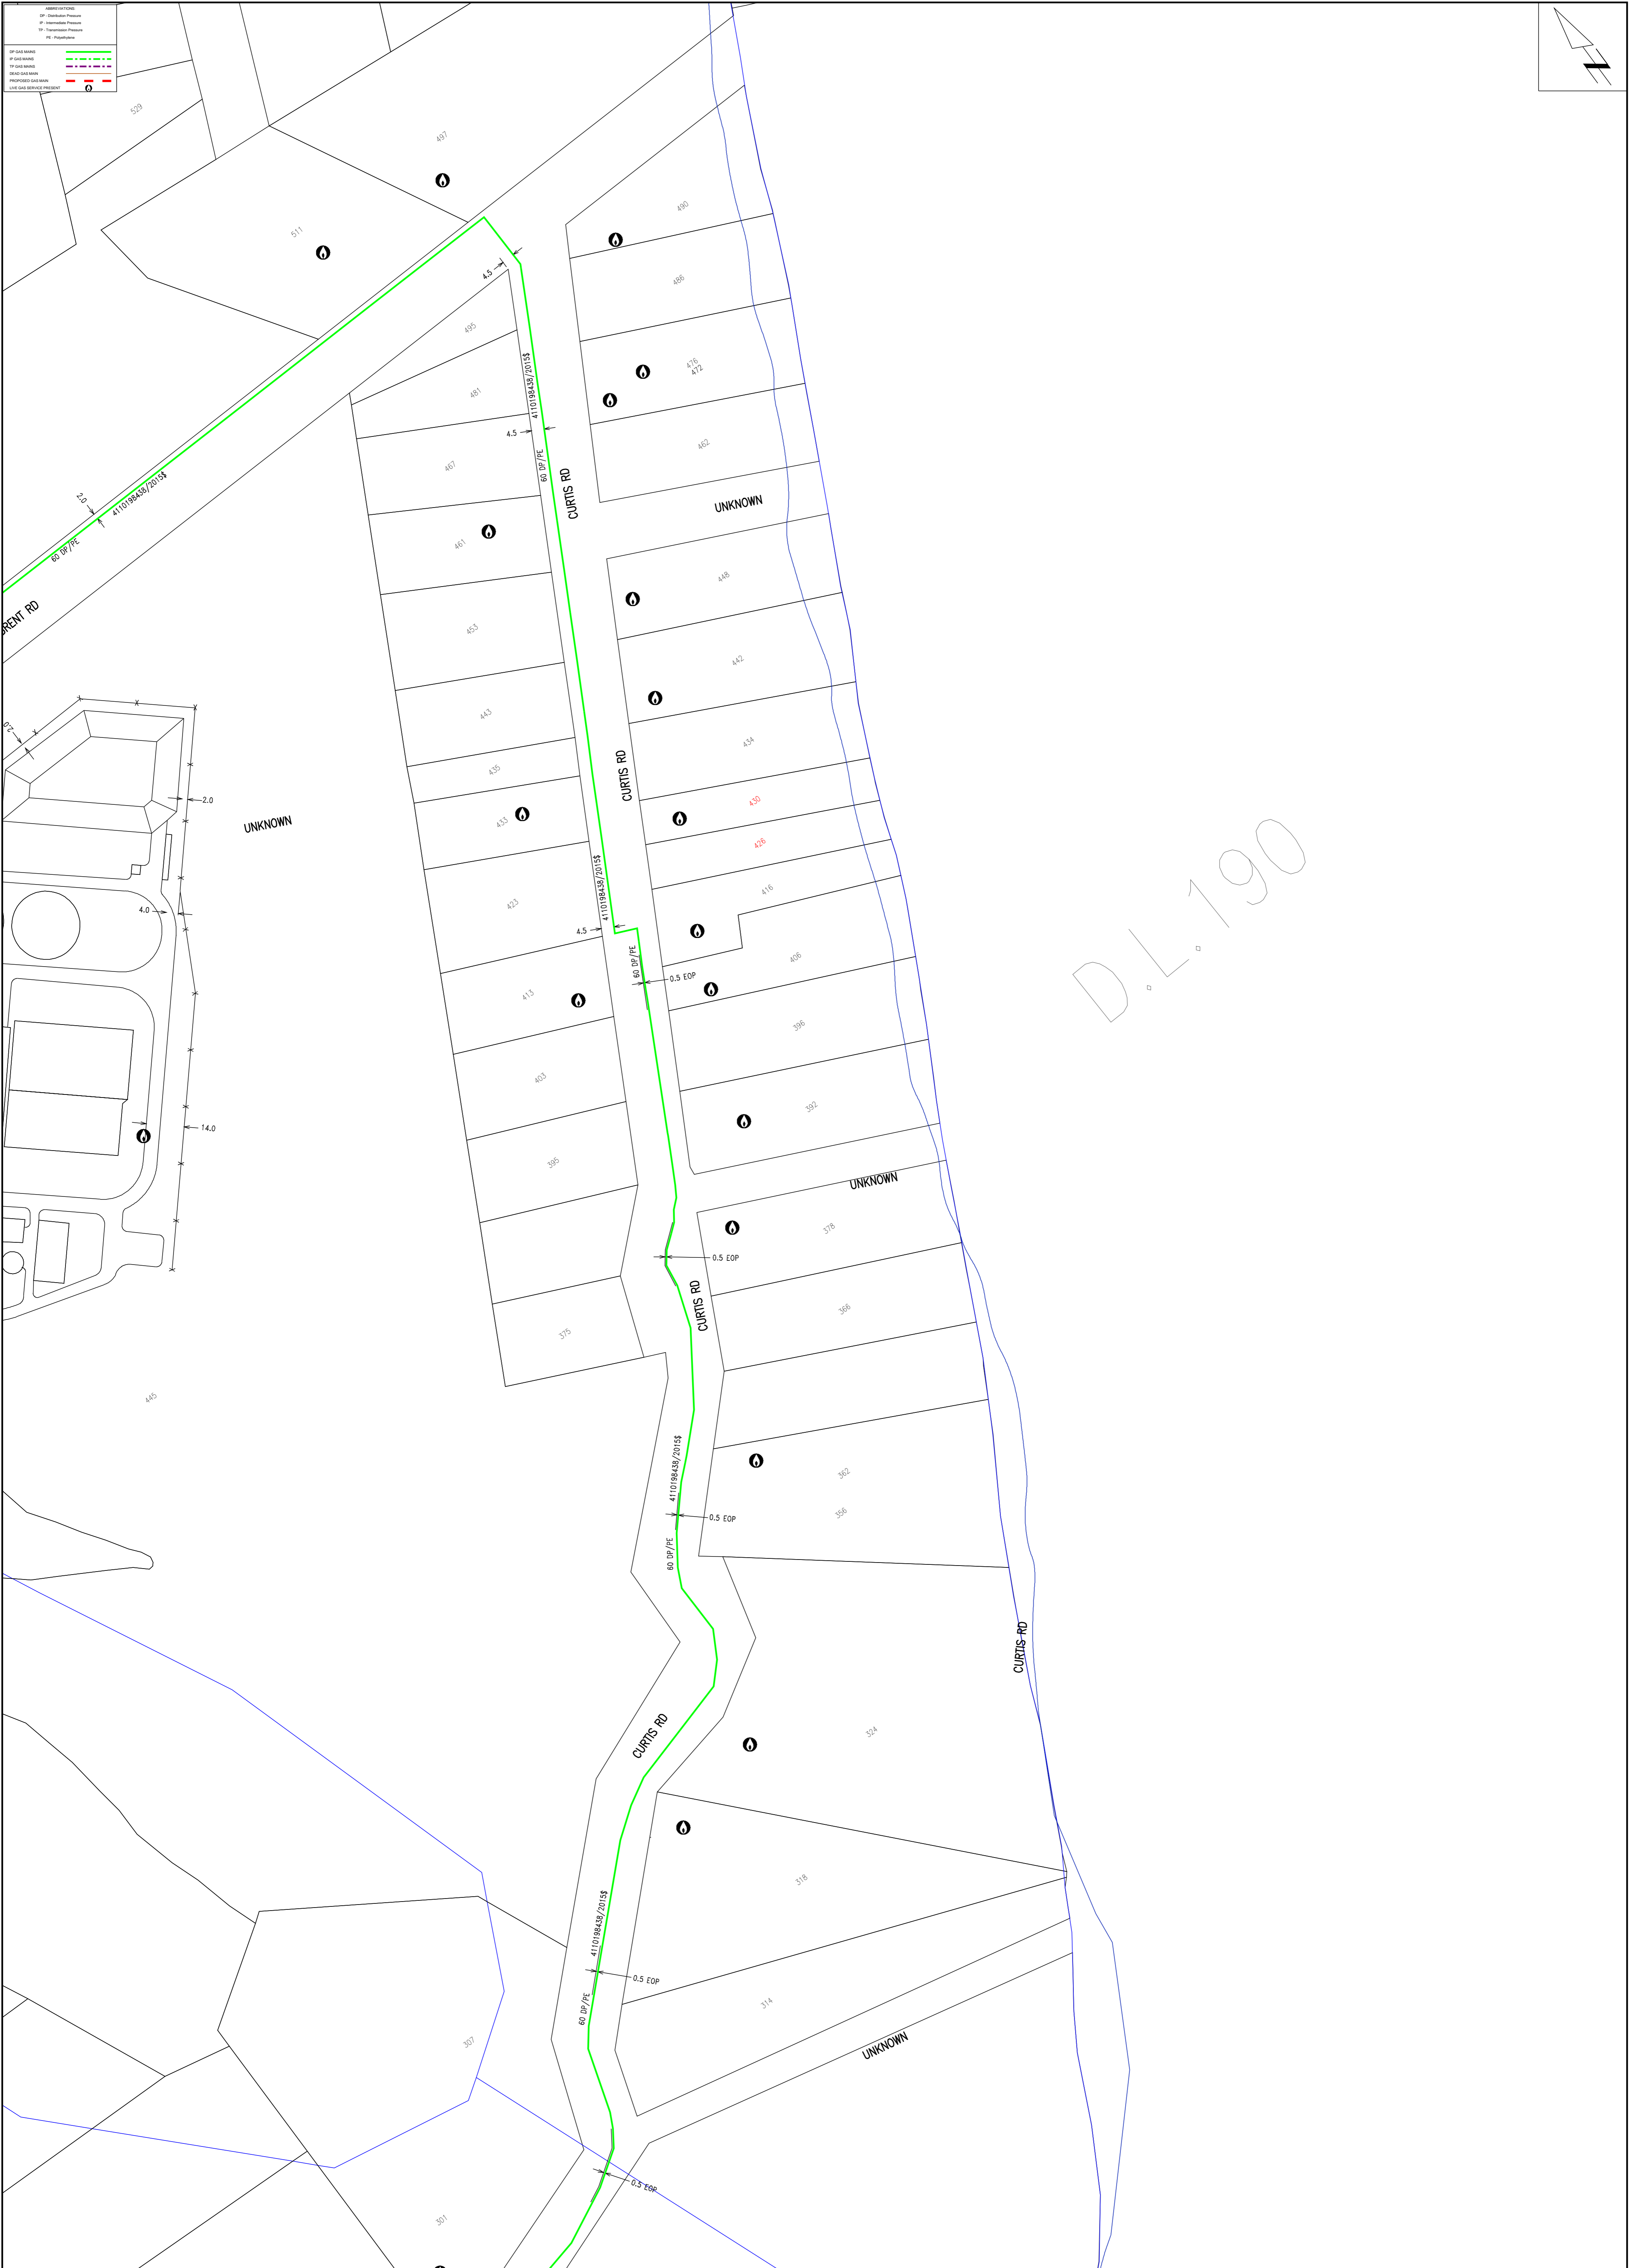 ABBREVIATIONS
DP - Distribution Pressure
IP - Intermediate Pressure
TP - Transmission Pressure
PE - Polyethylene
DP GAS MAINS
IP GAS MAINS
TP GAS MAINS
DEAD GAS MAIN
PROPOSED GAS MAIN
LIVE GAS SERVICE PRESENT
529
497
511
490
4.5
486
495
476
472
481
4110198438/2015$
4.5
462
467
60 DP/PE
CURTIS RD
UNKNOWN
2.0
4110198438/2015$
60 DP/PE
461
448
RENT RD
453
442
443
434
2.0
435
CURTIS RD
2.0
430
UNKNOWN
433
426
416
423
4110198438/2015$
4.0
4.5
D.L.190
60 DP/PE
0.5 EOP
406
413
396
403
392
14.0
395
UNKNOWN
378
0.5 EOP
CURTIS RD
366
375
445
4110198438/2015$
362
356
0.5 EOP
60 DP/PE
CURTIS RD
CURTIS RD
324
318
4110198438/2015$
0.5 EOP
60 DP/PE
314
307
UNKNOWN
0.5 EOP
301